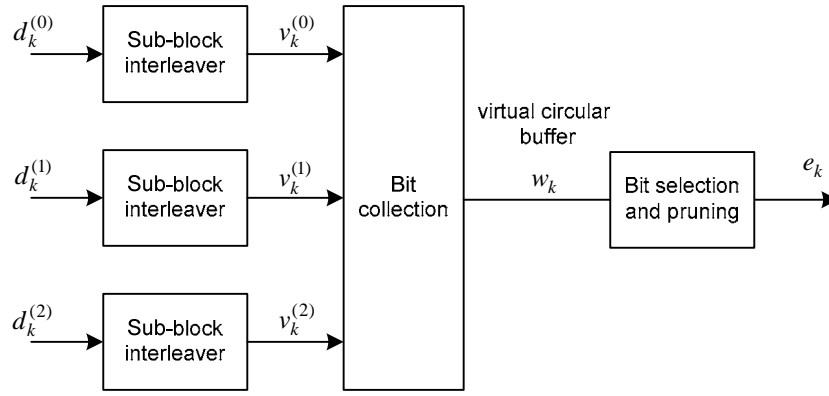 d_k^{(0)}
Sub-block
interleaver
v_k^{(0)}
d_k^{(1)}
Sub-block
interleaver
v_k^{(1)}
d_k^{(2)}
Sub-block
interleaver
v_k^{(2)}
Bit
collection
virtual circular
buffer
w_k
Bit selection
and pruning
e_k